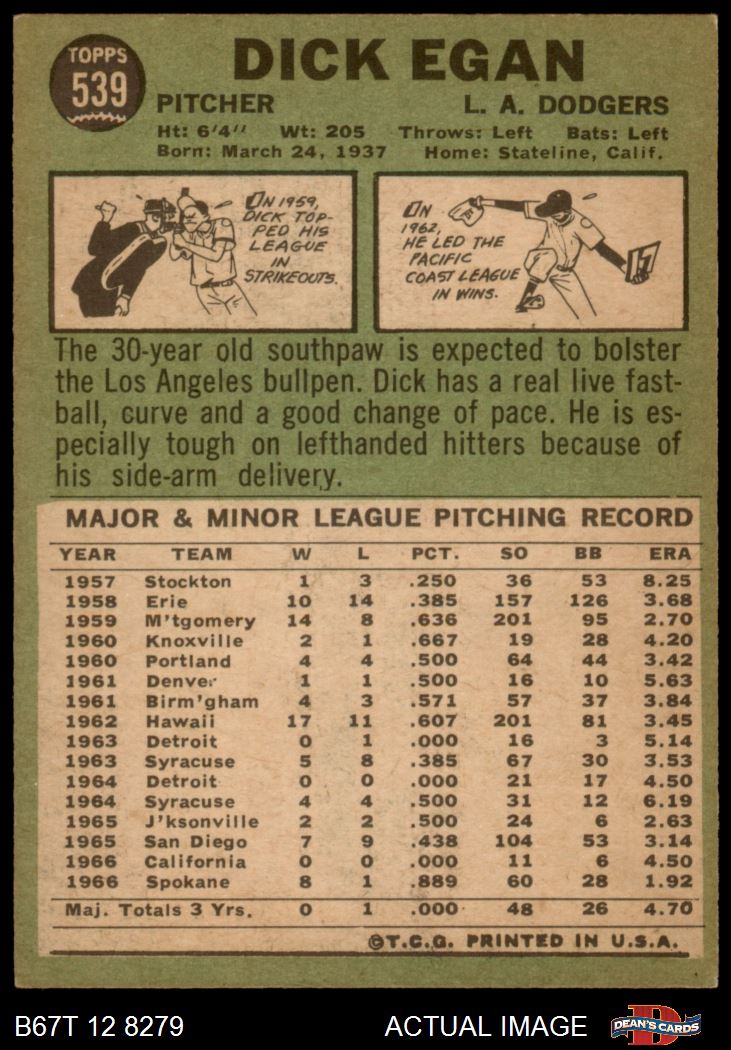 TOPPS
539
DICK EGAN
PITCHER L. A. DODGERS
Ht: 6'4" Wt: 205 Throws: Left Bats: Left
Born: March 24, 1937 Home: Stateline, Calif.
IN 1959,
DICK TOP-
PED HIS
LEAGUE
IN
STRIKEOUTS.
IN
1962,
HE LED THE
PACIFIC
COAST LEAGUE
IN WINS.
17
The 30-year old southpaw is expected to bolster
the Los Angeles bullpen. Dick has a real live fast-
ball, curve and a good change of pace. He is es-
pecially tough on lefthanded hitters because of
his side-arm delivery.
MAJOR & MINOR LEAGUE PITCHING RECORD
YEAR TEAM W L PCT. SO BB ERA
1957 Stockton 1 3 .250 36 53 8.25
1958 Erie 10 14 .385 157 126 3.68
1959 M'tgomery 14 8 .636 201 95 2.70
1960 Knoxville 2 1 .667 19 28 4.20
1960 Portland 4 4 .500 64 44 3.42
1961 Denver 1 1 .500 16 10 5.63
1961 Birm'gham 4 3 .571 57 37 3.84
1962 Hawaii 17 11 .607 201 81 3.45
1963 Detroit 0 1 .000 16 3 5.14
1963 Syracuse 5 8 .385 67 30 3.53
1964 Detroit 0 0 .000 21 17 4.50
1964 Syracuse 4 4 .500 31 12 6.19
1965 J'ksonville 2 2 .500 24 6 2.63
1965 San Diego 7 9 .438 104 53 3.14
1966 California 0 0 .000 11 6 4.50
1966 Spokane 8 1 .889 60 28 1.92
Maj. Totals 3 Yrs. 0 1 .000 48 26 4.70
©T.C.G. PRINTED IN U.S.A.
B67T 12 8279 ACTUAL IMAGE
D
DEAN'S CARDS